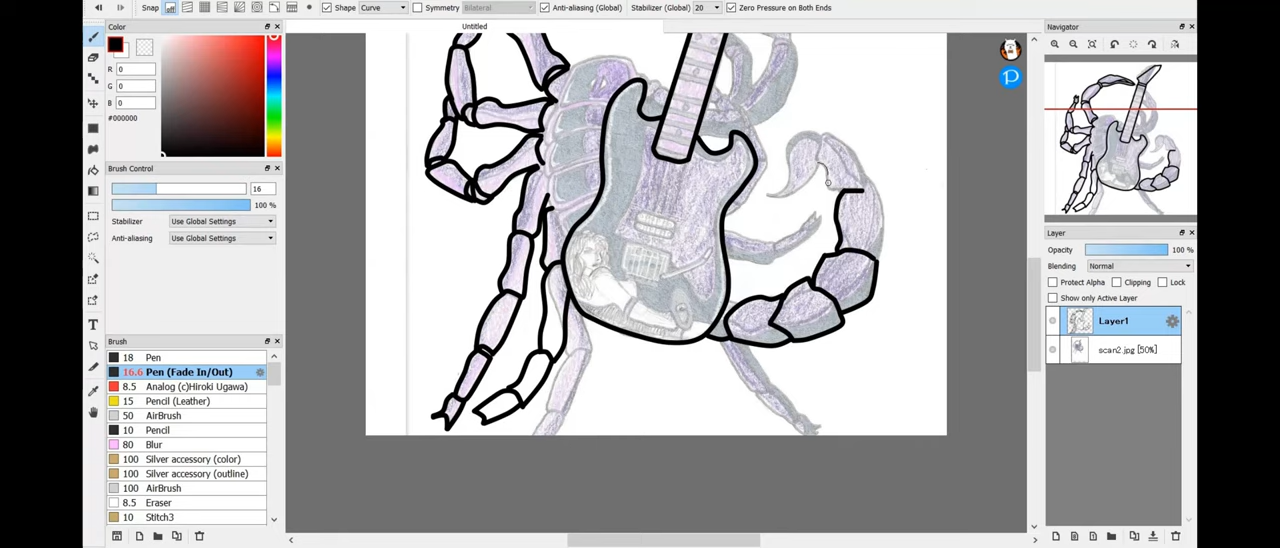 Snap Shape Curve Symmetry Bilateral Anti-aliasing (Global) Stabilizer (Global) 20 Zero Pressure on Both Ends
Untitled
Color
R 0
G 0
B 0
#000000
Brush Control
16
100 %
Stabilizer Use Global Settings
Anti-aliasing Use Global Settings
Brush
18 Pen
16.6 Pen (Fade In/Out)
8.5 Analog (c)Hiroki Ugawa)
15 Pencil (Leather)
50 AirBrush
10 Pencil
80 Blur
100 Silver accessory (color)
100 Silver accessory (outline)
100 AirBrush
8.5 Eraser
10 Stitch3
Navigator
Layer
Opacity 100 %
Blending Normal
Protect Alpha Clipping Lock
Show only Active Layer
Layer1
scan2.jpg [50%]